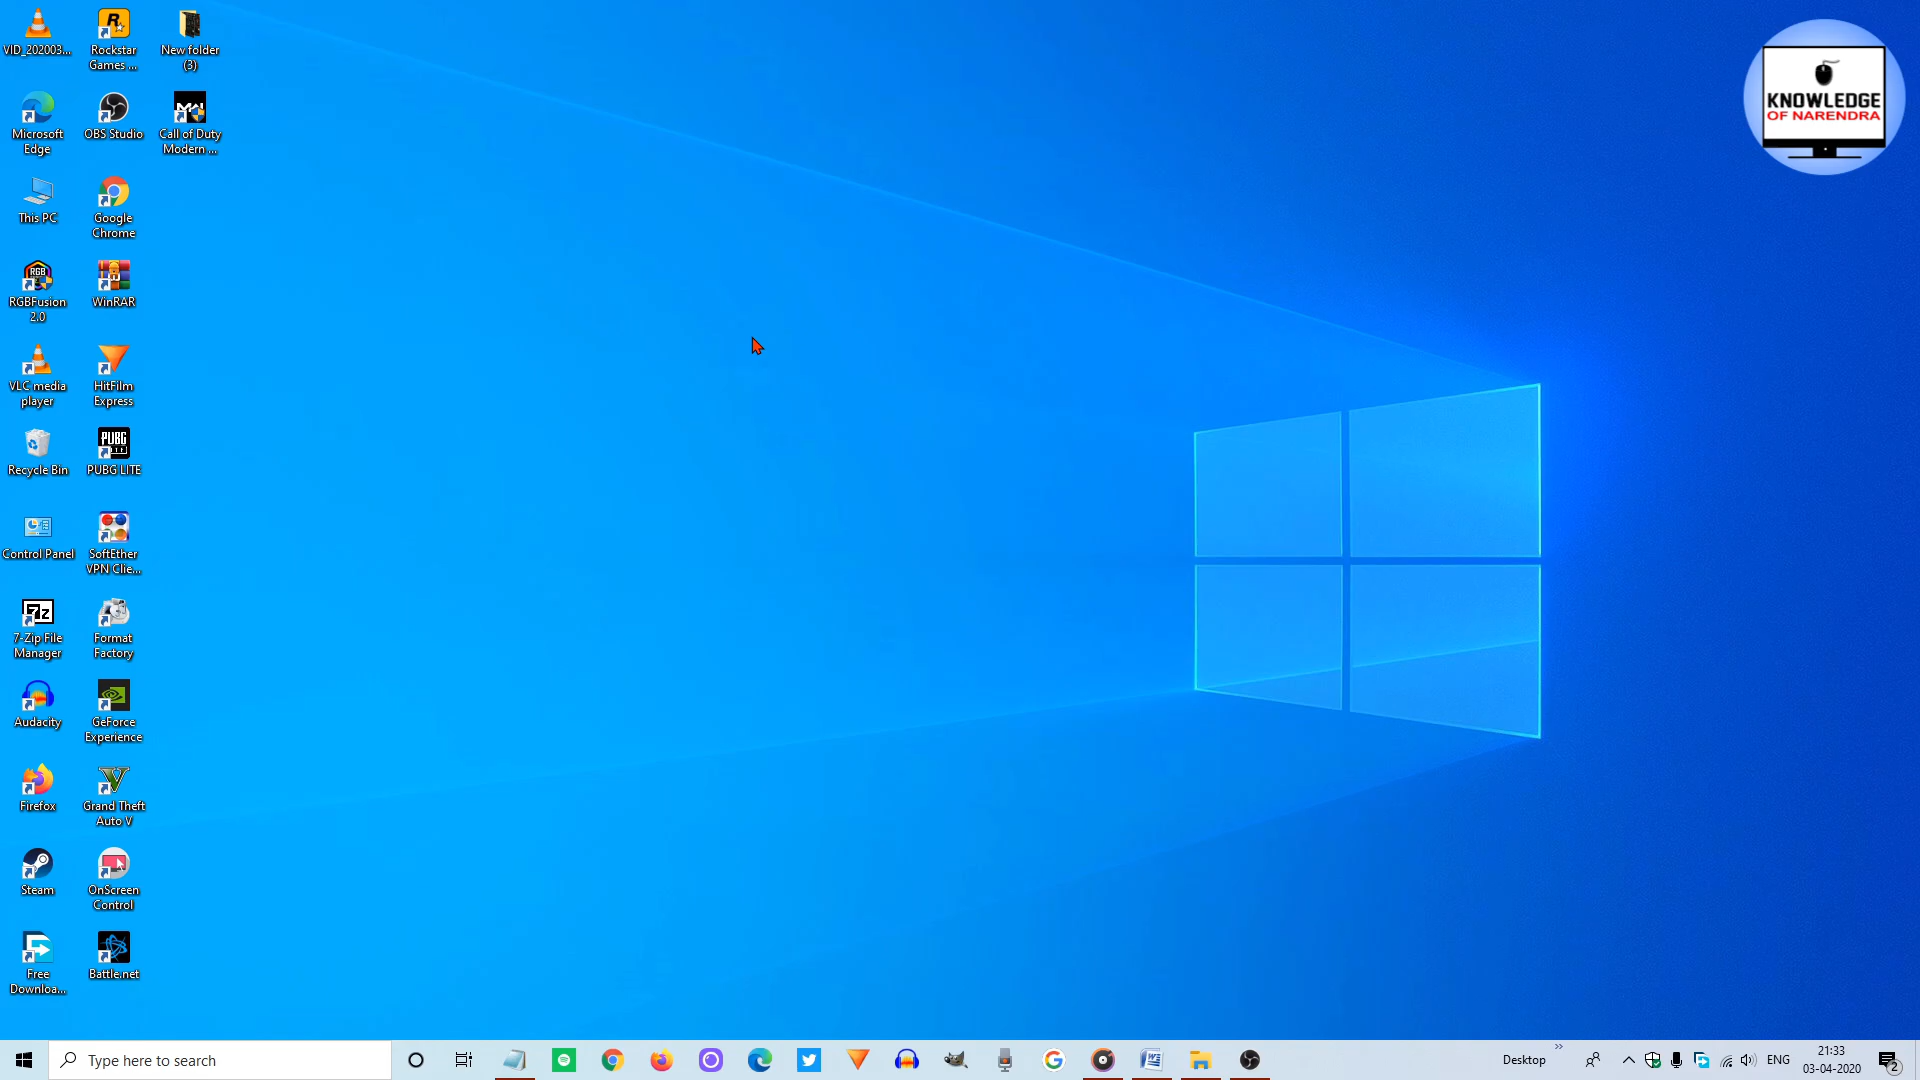 VID_202003...
Rockstar
Games ...
New folder
(3)
Microsoft
Edge
OBS Studio
Call of Duty
Modern ...
This PC
Google
Chrome
RGBFusion
2.0
WinRAR
VLC media
player
HitFilm
Express
Recycle Bin
PUBG LITE
Control Panel
SoftEther
VPN Clie...
7-Zip File
Manager
Format
Factory
Audacity
GeForce
Experience
Firefox
Grand Theft
Auto V
Steam
OnScreen
Control
Free
Downloa...
Battle.net
KNOWLEDGE
OF NARENDRA
Type here to search
Desktop
ENG
21:33
03-04-2020
2